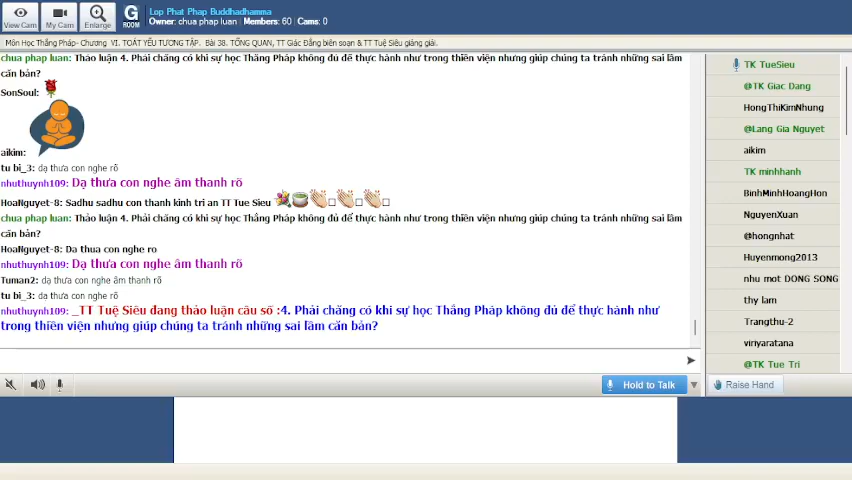 View Cam
My Cam
Enlarge
G
ROOM
Lop Phat Phap Buddhadhamma
Owner: chua phap luan | Members: 60 | Cams: 0
Môn Học Thắng Pháp- Chương VI. TOÁT YẾU TƯƠNG TẬP. Bài 38. TỔNG QUAN, TT Giác Đẳng biên soạn & TT Tuệ Siêu giảng giải.
chua phap luan: Thảo luận 4. Phải chăng có khi sự học Thắng Pháp không đủ để thực hành như trong thiền viện nhưng giúp chúng ta tránh những sai lầm
căn bản?
SonSoul:
aikim:
tu bi_3: dạ thưa con nghe rõ
nhuthuynh109: Dạ thưa con nghe âm thanh rõ
HoaNguyet-8: Sadhu sadhu con thanh kinh tri an TT Tue Sieu
chua phap luan: Thảo luận 4. Phải chăng có khi sự học Thắng Pháp không đủ để thực hành như trong thiền viện nhưng giúp chúng ta tránh những sai lầm
căn bản?
HoaNguyet-8: Da thua con nghe ro
nhuthuynh109: Dạ thưa con nghe âm thanh rõ
Tuman2: dạ thưa con nghe âm thanh rõ
tu bi_3: dạ thưa con nghe rõ
nhuthuynh109: _TT Tuệ Siêu đang thảo luận câu số :4. Phải chăng có khi sự học Thắng Pháp không đủ để thực hành như
trong thiền viện nhưng giúp chúng ta tránh những sai lầm căn bản?
Hold to Talk
TK TueSieu
@TK Giac Dang
HongThiKimNhung
@Lang Gia Nguyet
aikim
TK minhhanh
BinhMinhHoangHon
NguyenXuan
@hongnhat
Huyenmong2013
nhu mot DONG SONG
thy lam
Trangthu-2
viriyaratana
@TK Tue Tri
Raise Hand